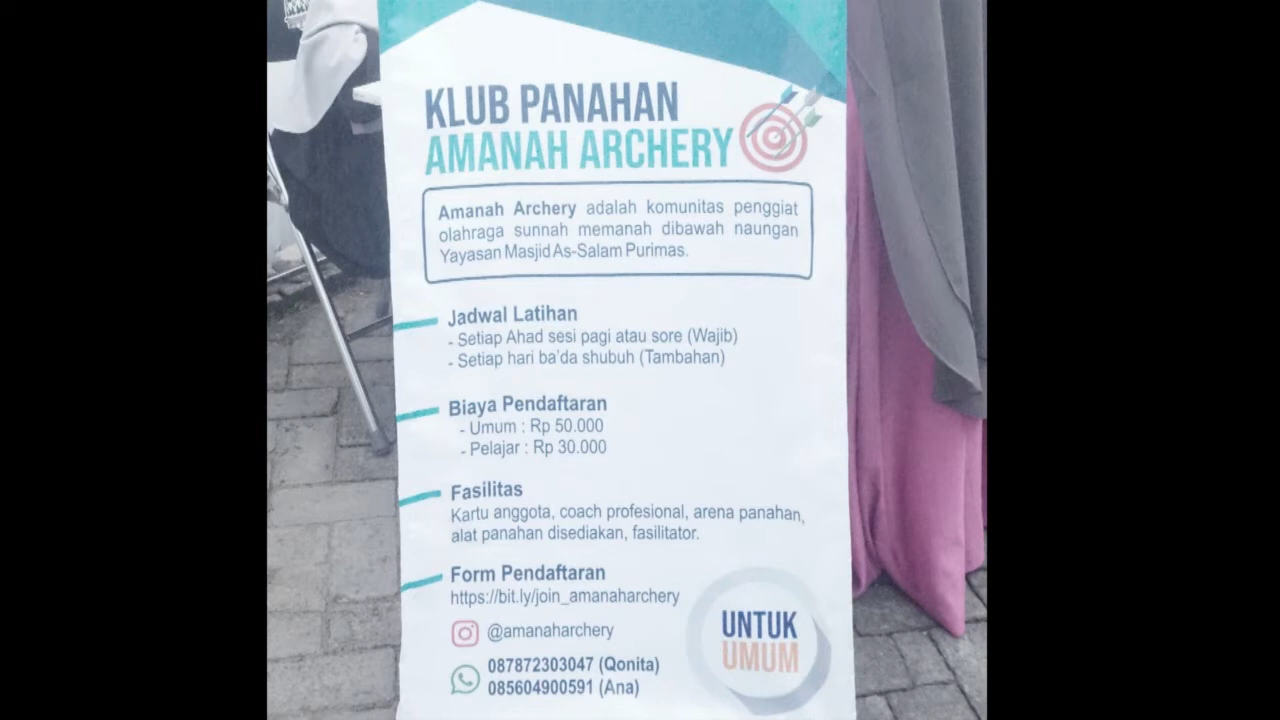 KLUB PANAHAN
AMANAH ARCHERY
Amanah Archery adalah komunitas penggiat
olahraga sunnah memanah dibawah naungan
Yayasan Masjid As-Salam Purimas.
Jadwal Latihan
- Setiap Ahad sesi pagi atau sore (Wajib)
- Setiap hari ba'da shubuh (Tambahan)
Biaya Pendaftaran
- Umum : Rp 50.000
- Pelajar : Rp 30.000
Fasilitas
Kartu anggota, coach profesional, arena panahan,
alat panahan disediakan, fasilitator.
Form Pendaftaran
https://bit.ly/join_amanaharchery
@amanaharchery
087872303047 (Qonita)
085604900591 (Ana)
UNTUK
UMUM